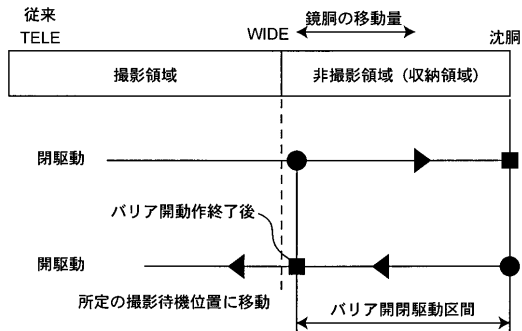 従来
TELE
WIDE
鏡胴の移動量
沈胴
撮影領域
非撮影領域（収納領域）
閉駆動
バリア開動作終了後
開駆動
所定の撮影待機位置に移動
バリア開閉駆動区間